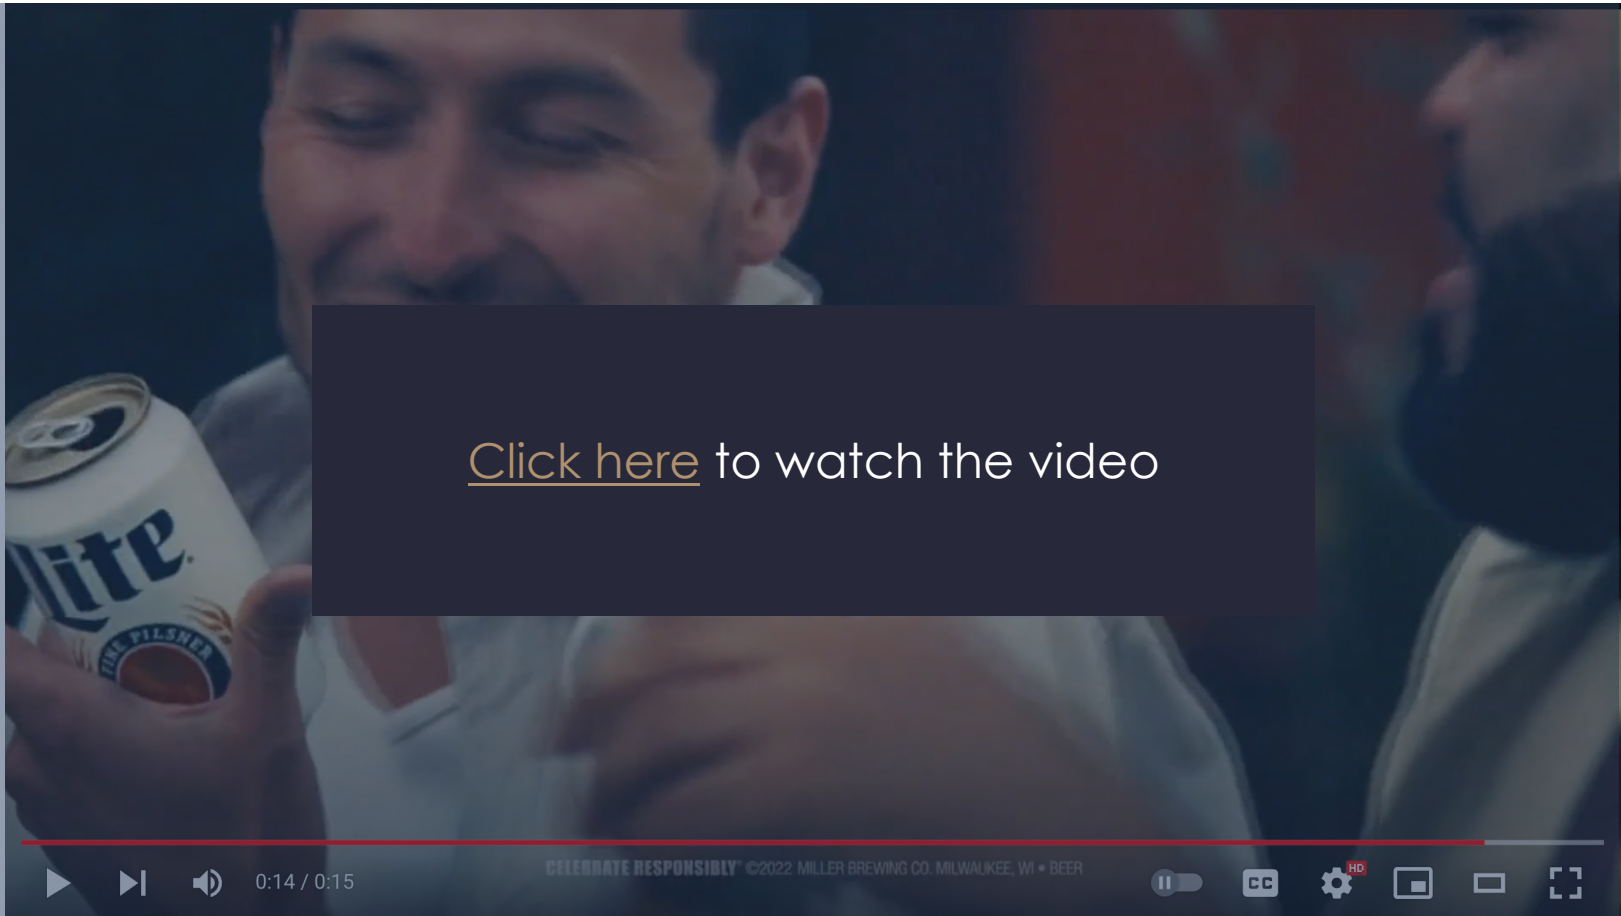 Click here to watch the video
Lite
FINE PILSNER
CELEBRATE RESPONSIBLY® ©2022 MILLER BREWING CO. MILWAUKEE, WI • BEER
0:14 / 0:15
CC
HD